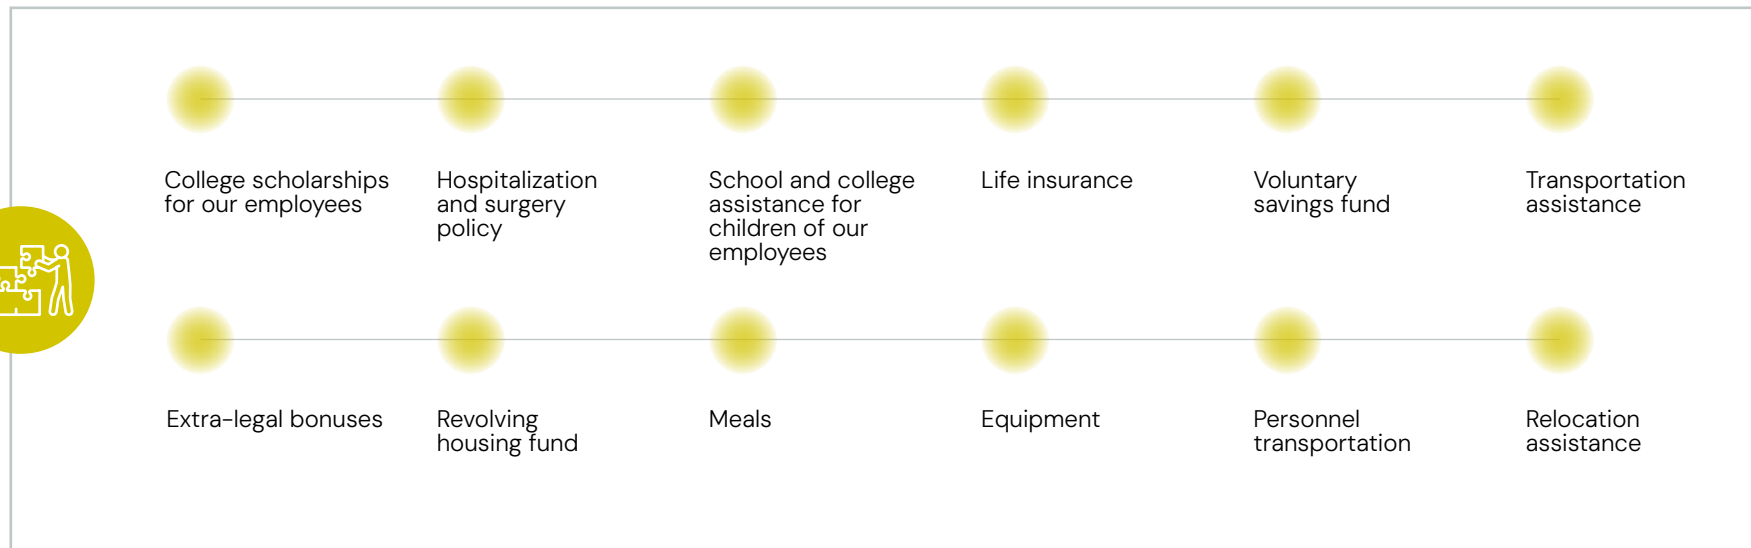 College scholarships
for our employees
Hospitalization
and surgery
policy
School and college
assistance for
children of our
employees
Life insurance
Voluntary
savings fund
Transportation
assistance
Extra-legal bonuses
Revolving
housing fund
Meals
Equipment
Personnel
transportation
Relocation
assistance